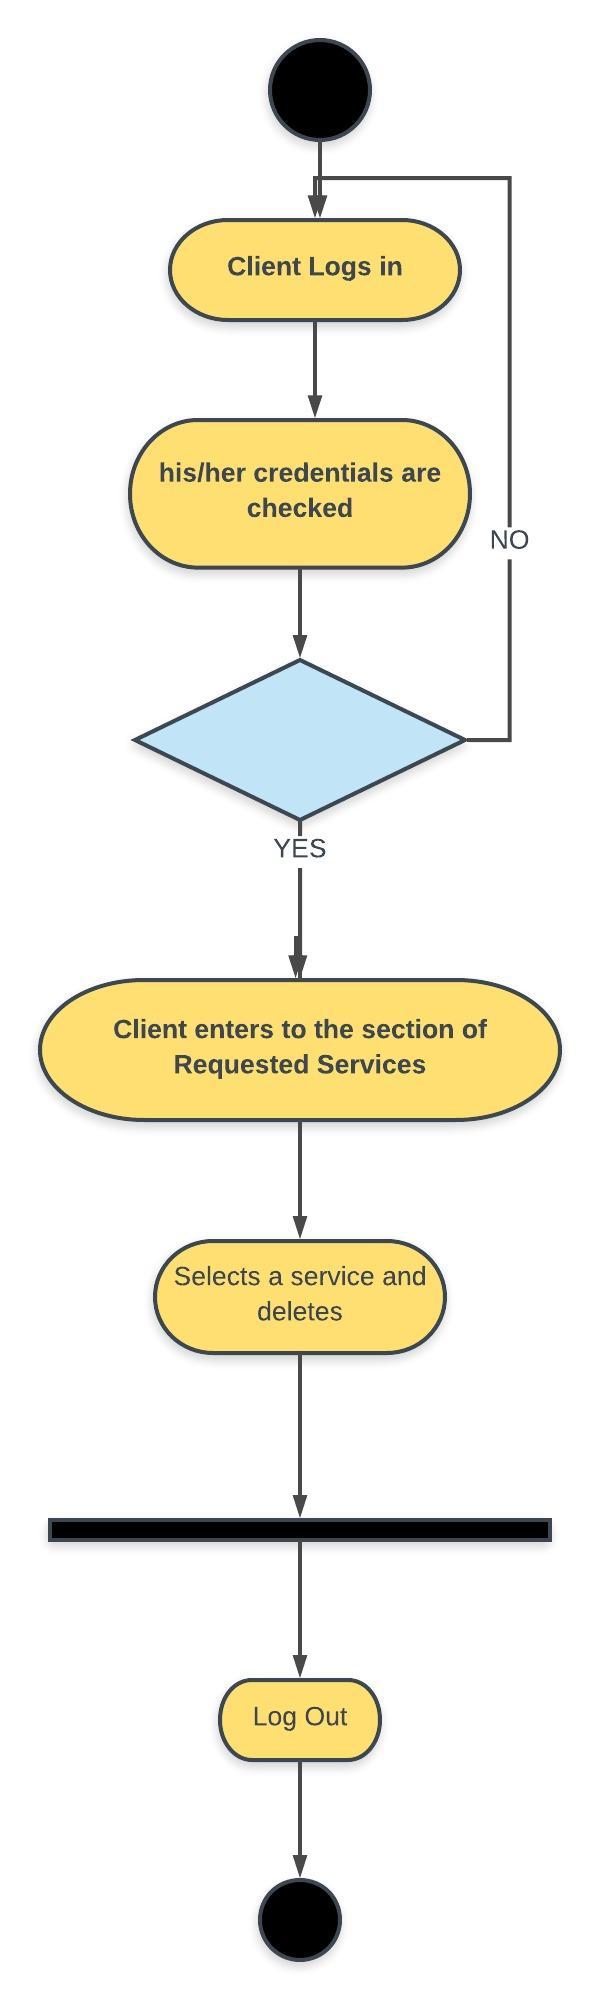 Client Logs in
his/her credentials are
checked
NO
YES
Client enters to the section of
Requested Services
Selects a service and
deletes
Log Out